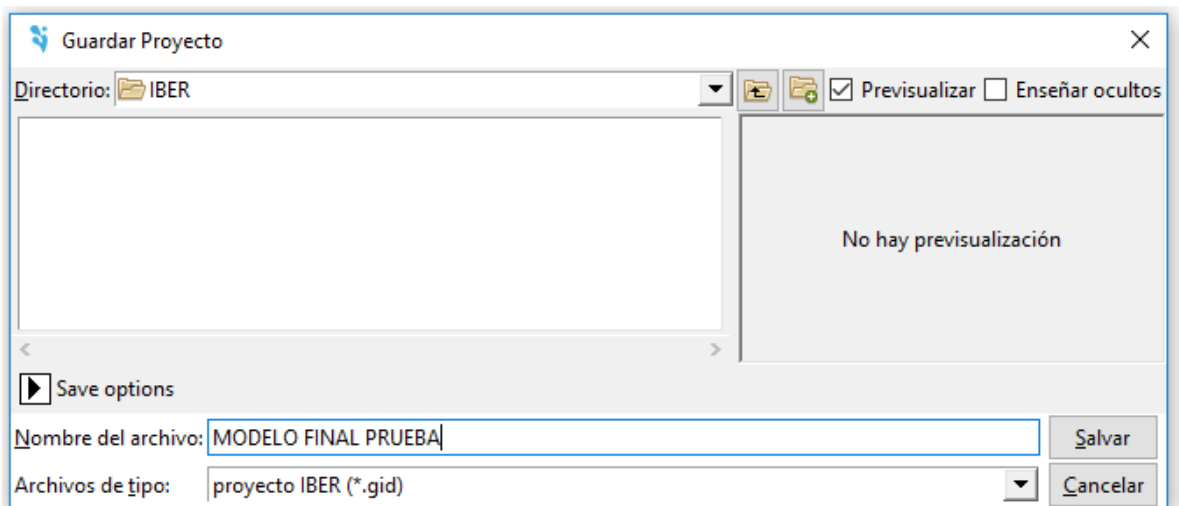 Guardar Proyecto
Directorio: IBER Previsualizar Enseñar ocultos
No hay previsualización
Save options
Nombre del archivo: MODELO FINAL PRUEBA Salvar
Archivos de tipo: proyecto IBER (*.gid) Cancelar